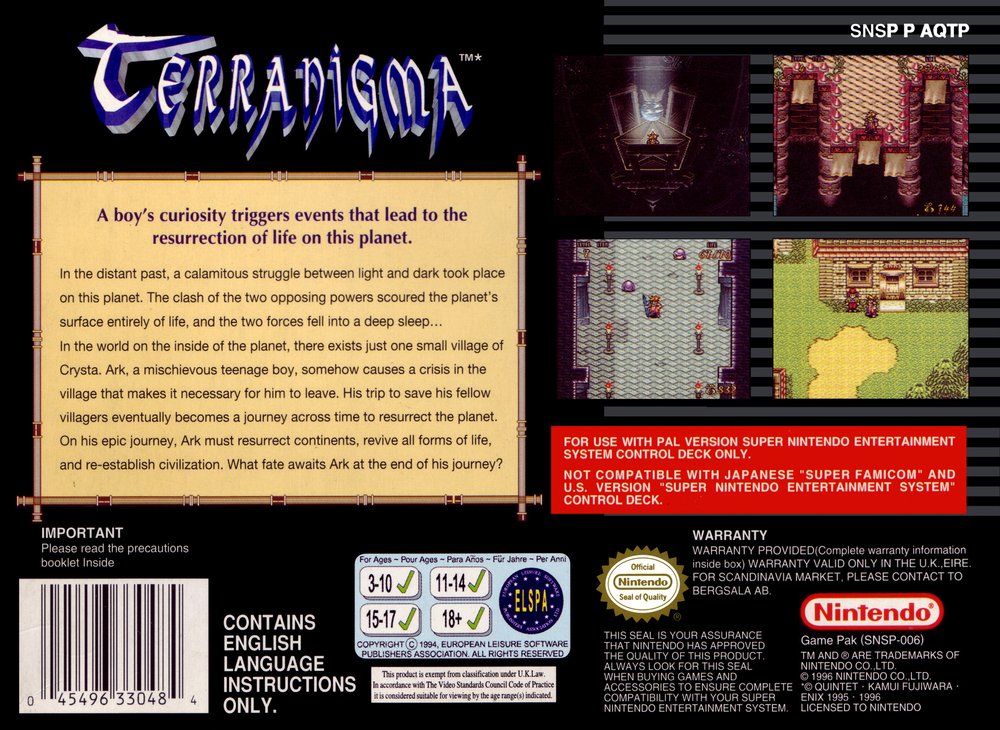 SNSP P AQTP
TERRANIGMA™*
A boy's curiosity triggers events that lead to the
resurrection of life on this planet.
In the distant past, a calamitous struggle between light and dark took place
on this planet. The clash of the two opposing powers scoured the planet's
surface entirely of life, and the two forces fell into a deep sleep...
In the world on the inside of the planet, there exists just one small village of
Crysta. Ark, a mischievous teenage boy, somehow causes a crisis in the
village that makes it necessary for him to leave. His trip to save his fellow
villagers eventually becomes a journey across time to resurrect the planet.
On his epic journey, Ark must resurrect continents, revive all forms of life,
and re-establish civilization. What fate awaits Ark at the end of his journey?
744
FOR USE WITH PAL VERSION SUPER NINTENDO ENTERTAINMENT
SYSTEM CONTROL DECK ONLY.
NOT COMPATIBLE WITH JAPANESE "SUPER FAMICOM" AND
U.S. VERSION "SUPER NINTENDO ENTERTAINMENT SYSTEM"
CONTROL DECK.
IMPORTANT
Please read the precautions
booklet Inside
0 45496 33048 4
CONTAINS
ENGLISH
LANGUAGE
INSTRUCTIONS
ONLY.
For Ages ~ Pour Ages ~ Para Años ~ Für Jahre ~ Per Anni
3-10 11-14
15-17 18+
EUROPEAN LEISURE SOFTWARE PUBLISHERS ASSOCIATION
ELSPA
COPYRIGHT © 1994, EUROPEAN LEISURE SOFTWARE
PUBLISHERS ASSOCIATION. ALL RIGHTS RESERVED
This product is exempt from classification under U.K.Law.
In accordance with The Video Standards Council Code of Practice
it is considered suitable for viewing by the age range(s) indicated.
Official
Nintendo
Seal of Quality
®
THIS SEAL IS YOUR ASSURANCE
THAT NINTENDO HAS APPROVED
THE QUALITY OF THIS PRODUCT.
ALWAYS LOOK FOR THIS SEAL
WHEN BUYING GAMES AND
ACCESSORIES TO ENSURE COMPLETE
COMPATIBILITY WITH YOUR SUPER
NINTENDO ENTERTAINMENT SYSTEM.
WARRANTY
WARRANTY PROVIDED(Complete warranty information
inside box) WARRANTY VALID ONLY IN THE U.K.,EIRE.
FOR SCANDINAVIA MARKET, PLEASE CONTACT TO
BERGSALA AB.
Nintendo®
Game Pak (SNSP-006)
TM AND ® ARE TRADEMARKS OF
NINTENDO CO.,LTD.
© 1996 NINTENDO CO.,LTD.
*© QUINTET · KAMUI FUJIWARA ·
ENIX 1995 · 1996
LICENSED TO NINTENDO